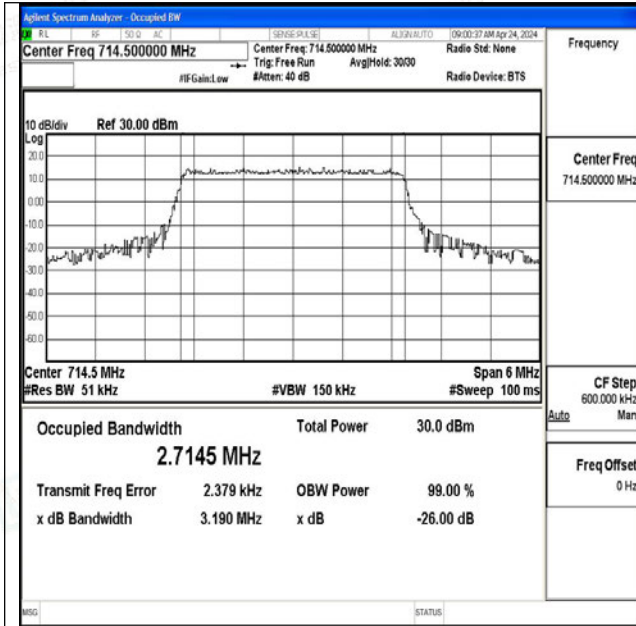 Agilent Spectrum Analyzer - Occupied BW
RL RF 50 Ω AC SENSE:PULSE ALIGNAUTO 09:00:37 AM Apr 24, 2024
Center Freq 714.500000 MHz
Center Freq: 714.500000 MHz
Radio Std: None
Trig: Free Run Avg|Hold: 30/30
#IFGain:Low #Atten: 40 dB Radio Device: BTS
10 dB/div Ref 30.00 dBm
Log
20.0
10.0
0.00
-10.0
-20.0
-30.0
-40.0
-50.0
-60.0
Center 714.5 MHz Span 6 MHz
#Res BW 51 kHz #VBW 150 kHz #Sweep 100 ms
Occupied Bandwidth Total Power 30.0 dBm
2.7145 MHz
Transmit Freq Error 2.379 kHz OBW Power 99.00 %
x dB Bandwidth 3.190 MHz x dB -26.00 dB
MSG STATUS
Frequency
Center Freq
714.500000 MHz
CF Step
600.000 kHz
Auto Man
Freq Offset
0 Hz